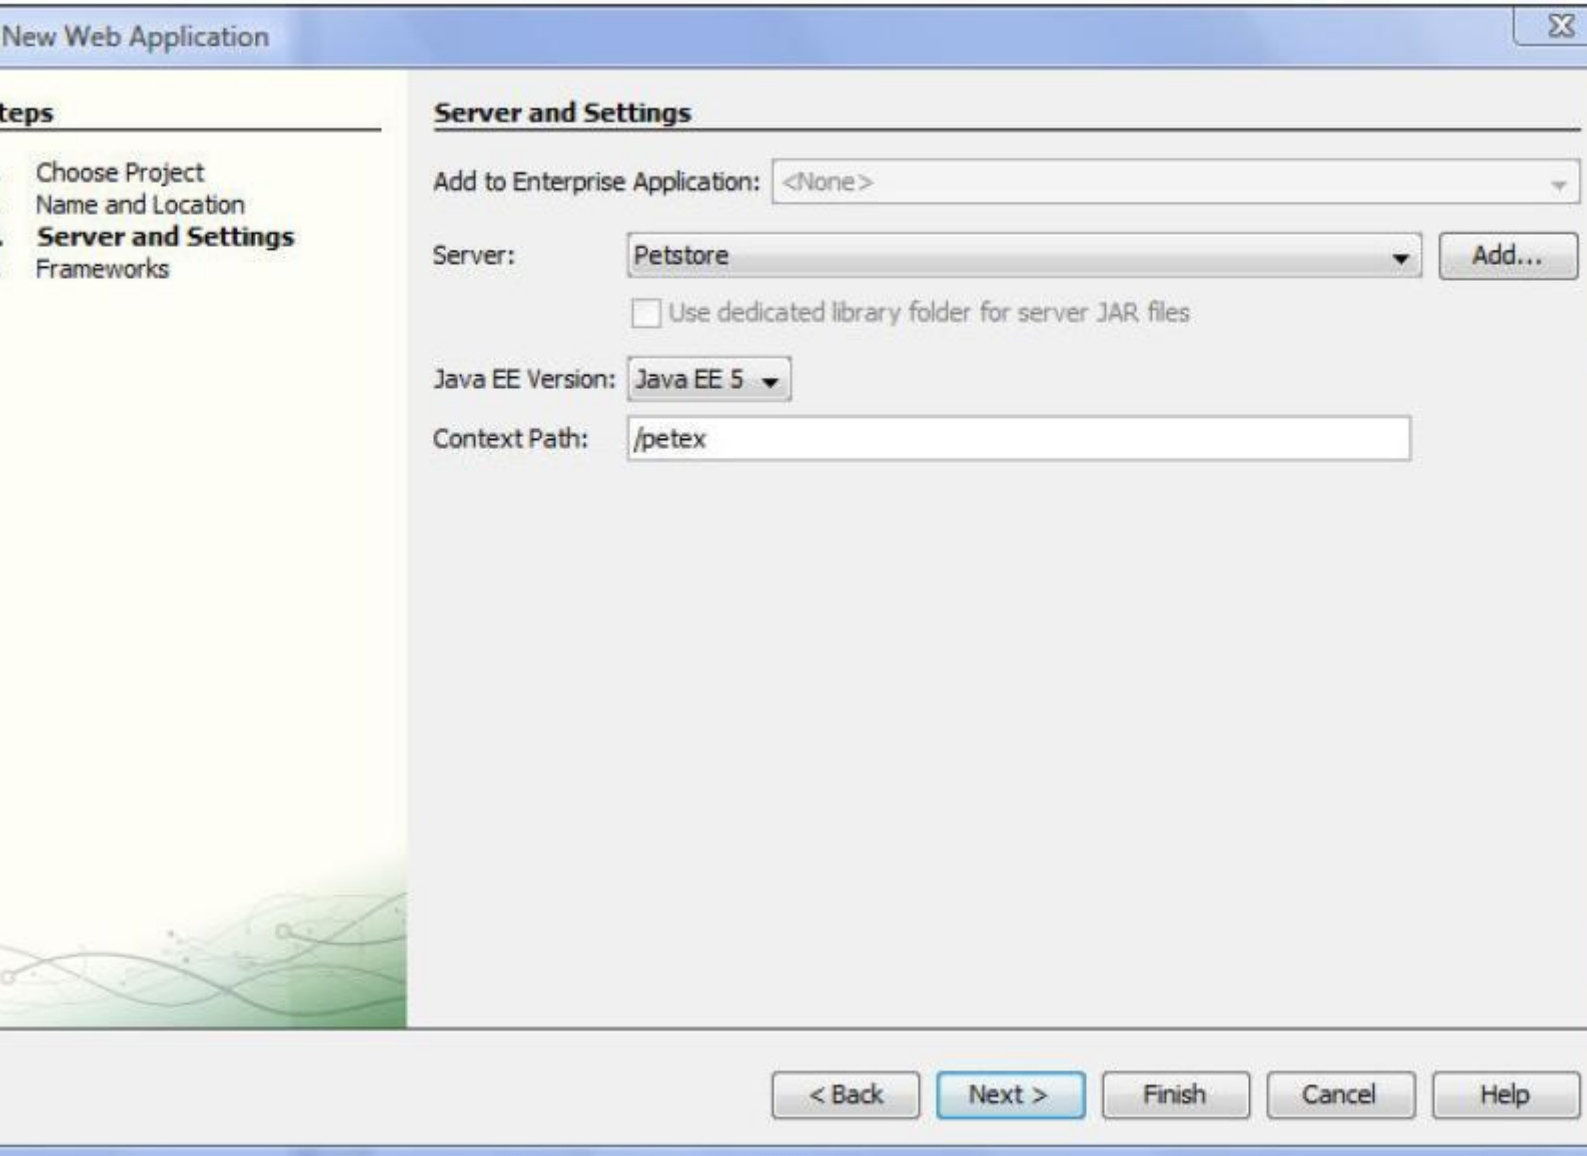 New Web Application
teps
Choose Project
Name and Location
Server and Settings
Frameworks
Server and Settings
Add to Enterprise Application: <None>
Server: Petstore Add...
Use dedicated library folder for server JAR files
Java EE Version: Java EE 5
Context Path: /petex
< Back Next > Finish Cancel Help